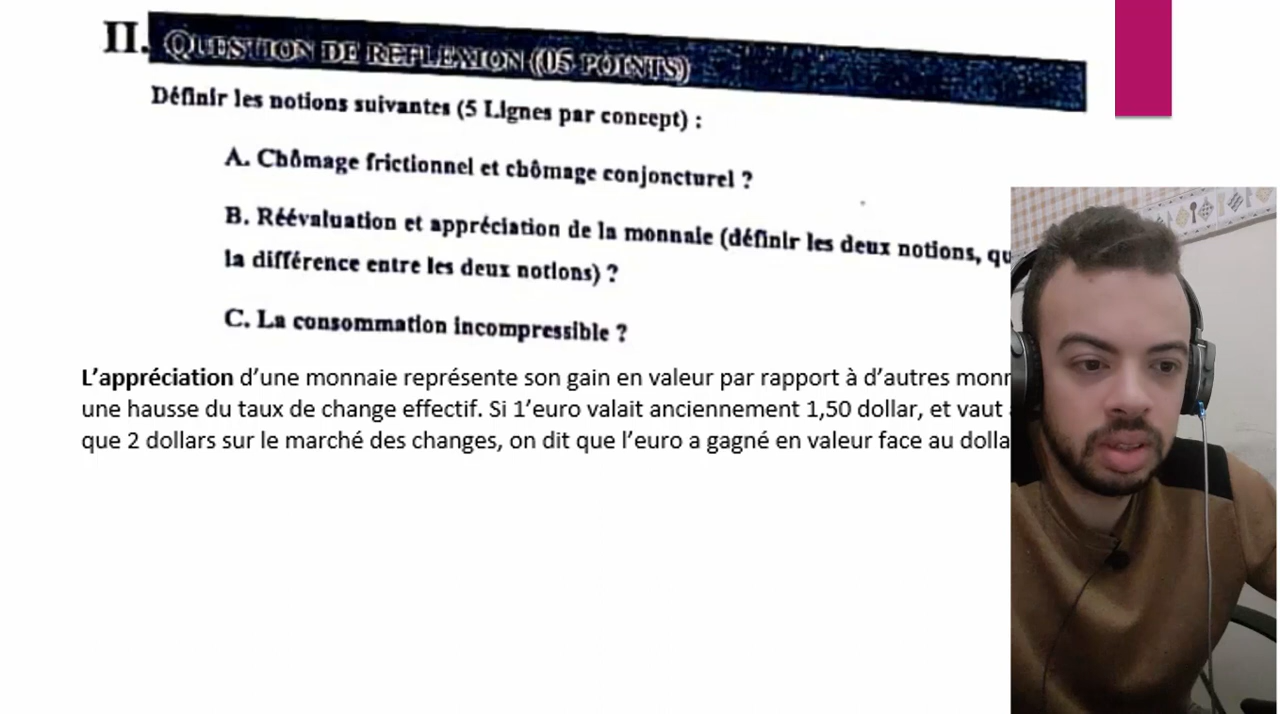 II. QUESTION DE REFLEXION (05 POINTS)
Définir les notions suivantes (5 Lignes par concept) :
A. Chômage frictionnel et chômage conjoncturel ?
B. Réévaluation et appréciation de la monnaie (définir les deux notions,
la différence entre les deux notions) ?
C. La consommation incompressible ?
L’appréciation d’une monnaie représente son gain en valeur par rapport à d’autres
une hausse du taux de change effectif. Si 1’euro valait anciennement 1,50 dollar, et vaut
que 2 dollars sur le marché des changes, on dit que l’euro a gagné en valeur face au